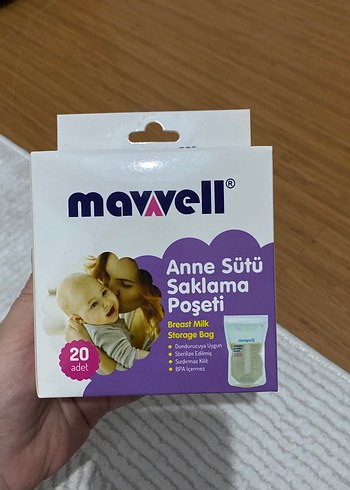 mavvell®
Anne Sütü
Saklama
Poşeti
Breast Milk
Storage Bag
• Dondurucuya Uygun
• Sterilize Edilmiş
• Sızdırmaz Kilit
• BPA İçermez
20
adet
mavvell